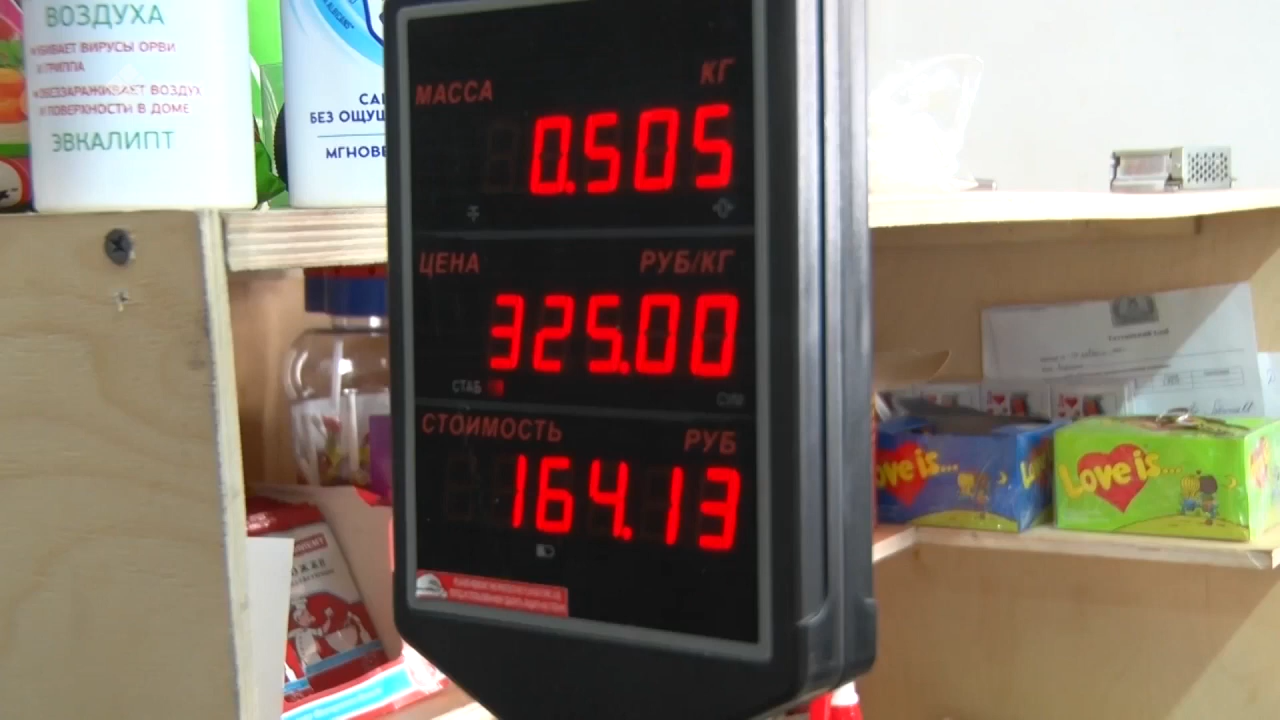 ВОЗДУХА
УБИВАЕТ ВИРУСЫ ОРВИ
И ГРИППА
ОБЕЗЗАРАЖИВАЕТ ВОЗДУХ
И ПОВЕРХНОСТИ В ДОМЕ
ЭВКАЛИПТ
БЕЗ ОЩУЩ
МГНОВЕ
МАССА КГ
0.505
ЦЕНА РУБ/КГ
325.00
СТАБ
СТОИМОСТЬ РУБ
164.13
Love is...
Love is...